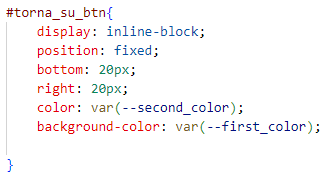 #torna_su_btn{
display: inline-block;
position: fixed;
bottom: 20px;
right: 20px;
color: var(--second_color);
background-color: var(--first_color);
}